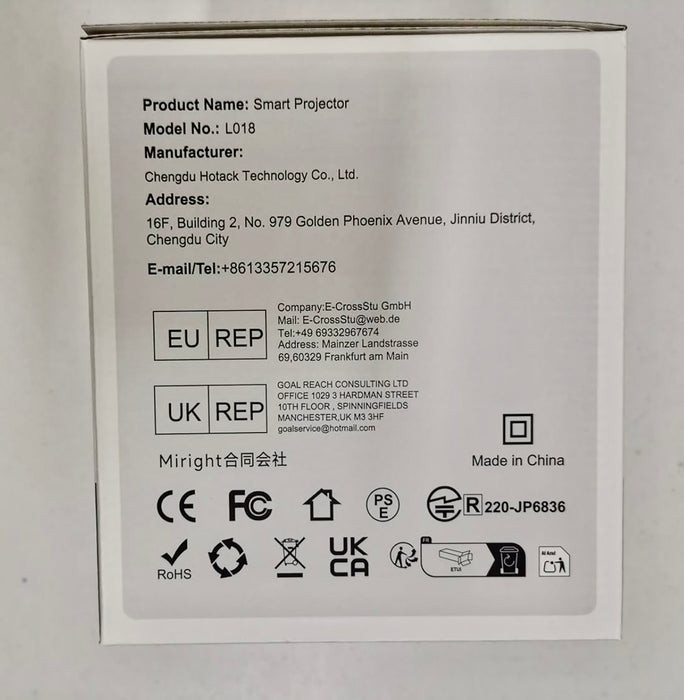 Product Name: Smart Projector
Model No.: L018
Manufacturer:
Chengdu Hotack Technology Co., Ltd.
Address:
16F, Building 2, No. 979 Golden Phoenix Avenue, Jinniu District,
Chengdu City
E-mail/Tel:+8613357215676
EU REP
Company:E-CrossStu GmbH
Mail: E-CrossStu@web.de
Tel:+49 69332967674
Address: Mainzer Landstrasse
69,60329 Frankfurt am Main
UK REP
GOAL REACH CONSULTING LTD
OFFICE 1029 3 HARDMAN STREET
10TH FLOOR , SPINNINGFIELDS
MANCHESTER,UK M3 3HF
goalservice@hotmail.com
Miright合同会社
Made in China
CE FC PS E R 220-JP6836
RoHS
UK CA
FR
ETUI